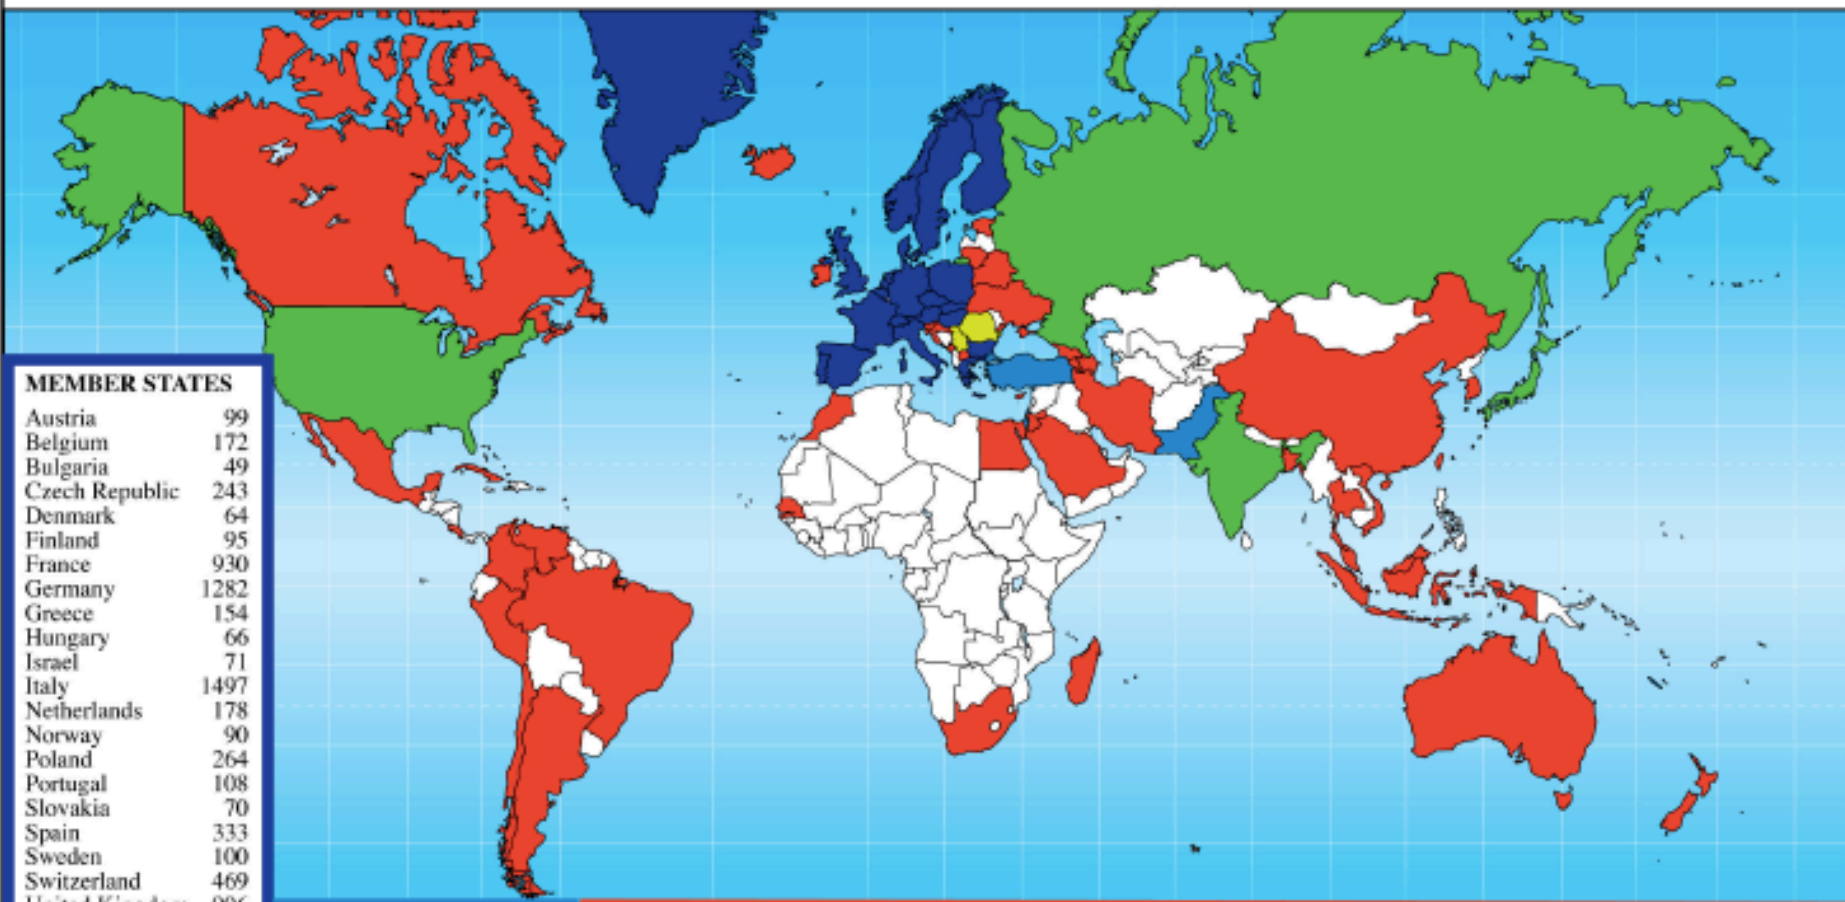 MEMBER STATES
Austria 99
Belgium 172
Bulgaria 49
Czech Republic 243
Denmark 64
Finland 95
France 930
Germany 1282
Greece 154
Hungary 66
Israel 71
Italy 1497
Netherlands 178
Norway 90
Poland 264
Portugal 108
Slovakia 70
Spain 333
Sweden 100
Switzerland 469